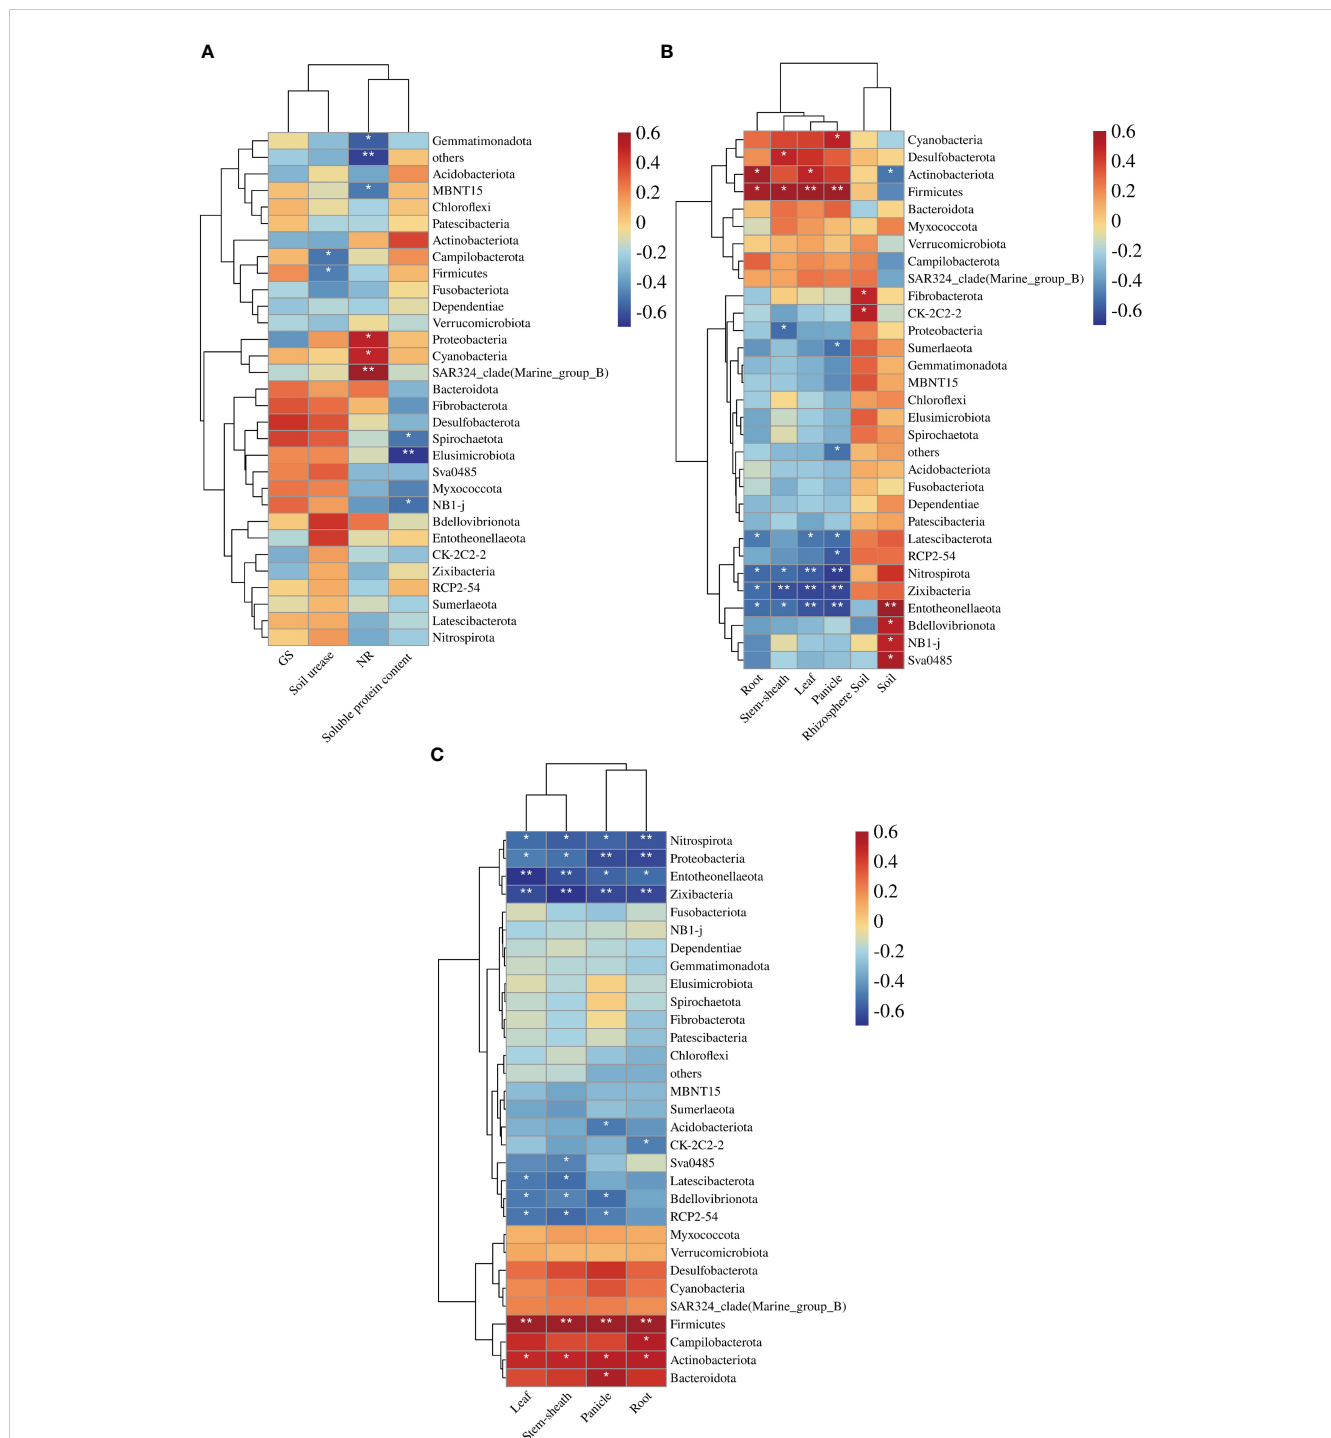 A
Gemmatimonadota
others
Acidobacteriota
MBNT15
Chloroflexi
Patescibacteria
Actinobacteriota
Campilobacterota
Firmicutes
Fusobacteriota
Dependentiae
Verrucomicrobiota
Proteobacteria
Cyanobacteria
SAR324_clade(Marine_group_B)
Bacteroidota
Fibrobacterota
Desulfobacterota
Spirochaetota
Elusimicrobiota
Sva0485
Myxococcota
NB1-j
Bdellovibrionota
Entotheonellaeota
CK-2C2-2
Zixibacteria
RCP2-54
Sumerlaeota
Latescibacterota
Nitrospirota
GS
Soil urease
NR
Soluble protein content
0.6
0.4
0.2
0
-0.2
-0.4
-0.6
B
Cyanobacteria
Desulfobacterota
Actinobacteriota
Firmicutes
Bacteroidota
Myxococcota
Verrucomicrobiota
Campilobacterota
SAR324_clade(Marine_group_B)
Fibrobacterota
CK-2C2-2
Proteobacteria
Sumerlaeota
Gemmatimonadota
MBNT15
Chloroflexi
Elusimicrobiota
Spirochaetota
others
Acidobacteriota
Fusobacteriota
Dependentiae
Patescibacteria
Latescibacterota
RCP2-54
Nitrospirota
Zixibacteria
Entotheonellaeota
Bdellovibrionota
NB1-j
Sva0485
Root
Stem-sheath
Leaf
Panicle
Rhizosphere Soil
Soil
0.6
0.4
0.2
0
-0.2
-0.4
-0.6
C
Nitrospirota
Proteobacteria
Entotheonellaeota
Zixibacteria
Fusobacteriota
NB1-j
Dependentiae
Gemmatimonadota
Elusimicrobiota
Spirochaetota
Fibrobacterota
Patescibacteria
Chloroflexi
others
MBNT15
Sumerlaeota
Acidobacteriota
CK-2C2-2
Sva0485
Latescibacterota
Bdellovibrionota
RCP2-54
Myxococcota
Verrucomicrobiota
Desulfobacterota
Cyanobacteria
SAR324_clade(Marine_group_B)
Firmicutes
Campilobacterota
Actinobacteriota
Bacteroidota
Leaf
Stem-sheath
Panicle
Root
0.6
0.4
0.2
0
-0.2
-0.4
-0.6